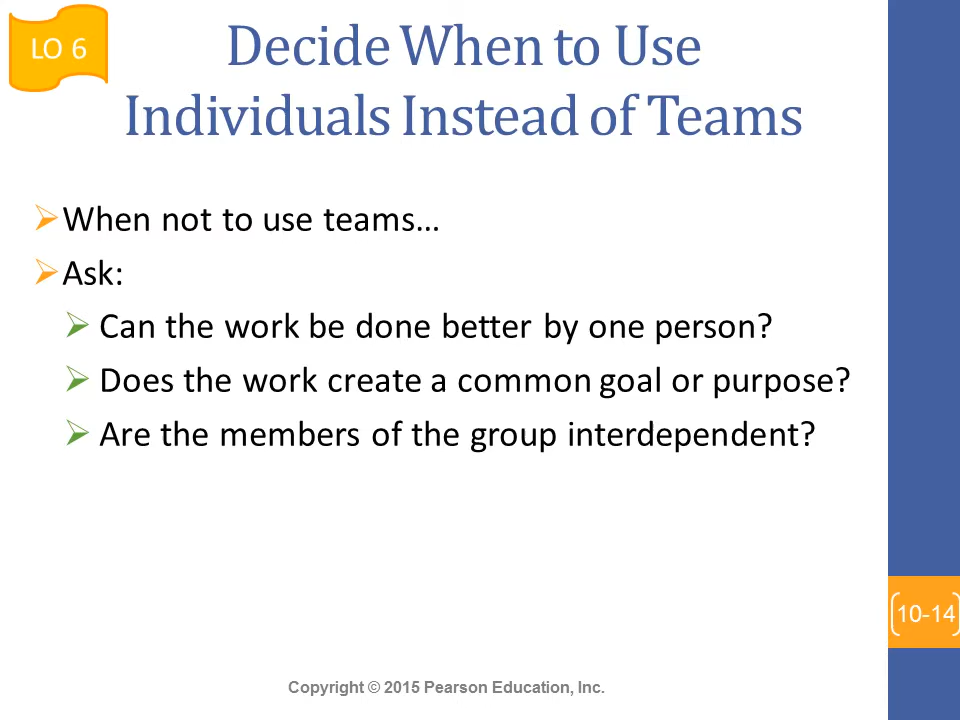 LO 6
Decide When to Use
Individuals Instead of Teams
When not to use teams…
Ask:
Can the work be done better by one person?
Does the work create a common goal or purpose?
Are the members of the group interdependent?
10-14
Copyright © 2015 Pearson Education, Inc.